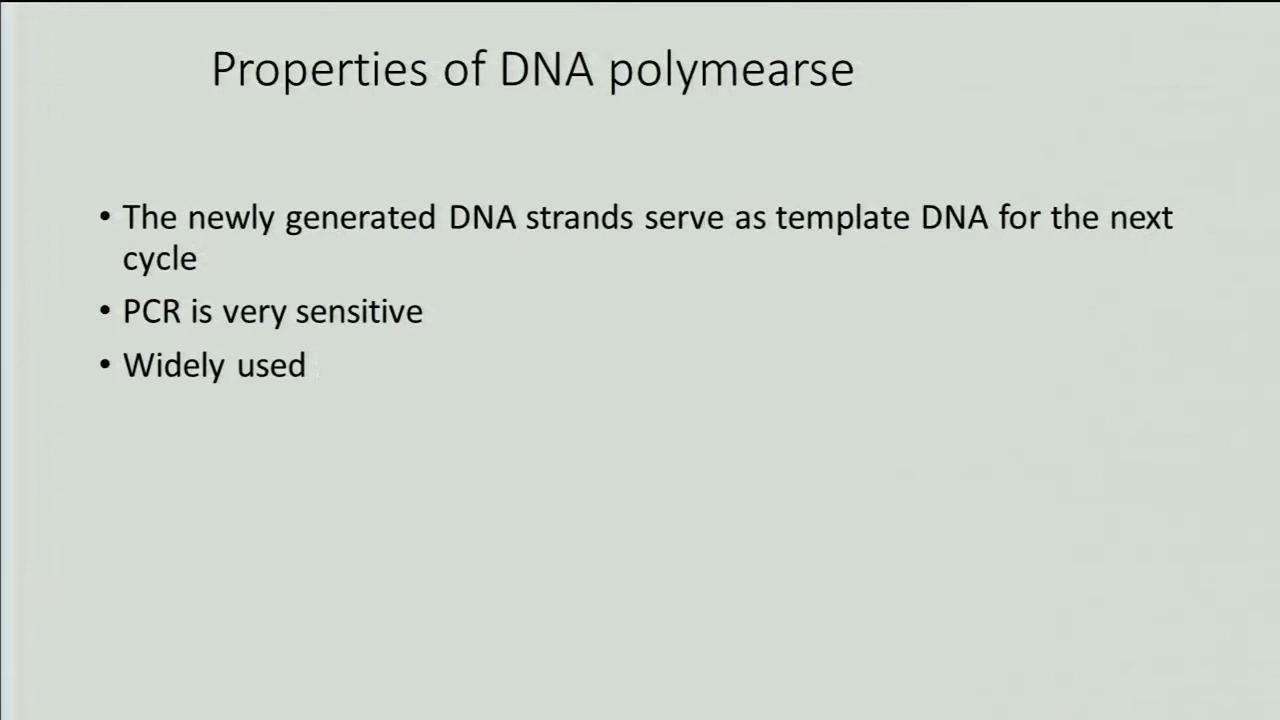 Properties of DNA polymearse
• The newly generated DNA strands serve as template DNA for the next
cycle
• PCR is very sensitive
• Widely used